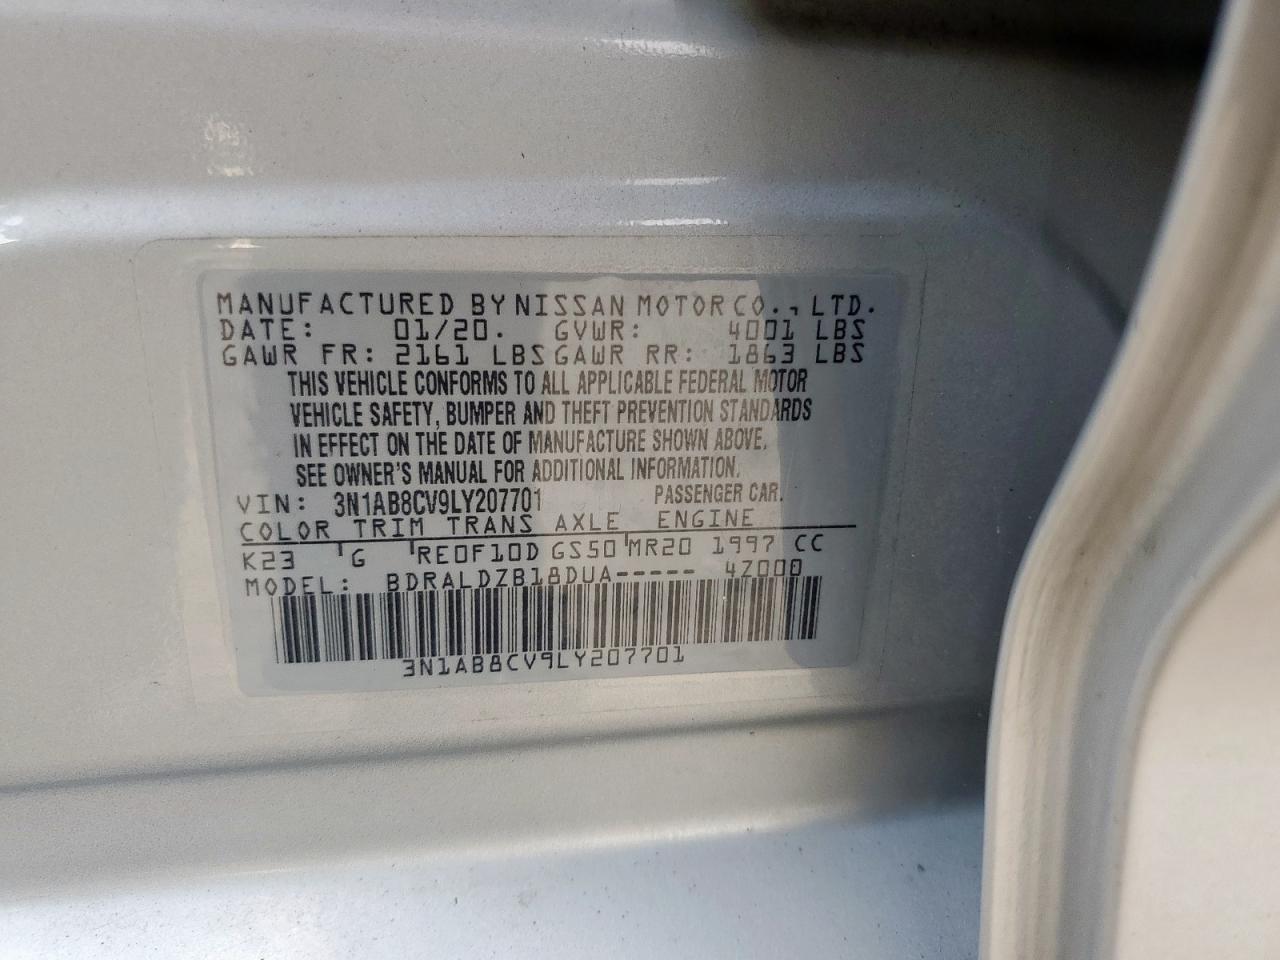 MANUFACTURED BY NISSAN MOTOR CO., LTD.
DATE: 01/20. GVWR: 4001 LBS
GAWR FR: 2161 LBS GAWR RR: 1863 LBS
THIS VEHICLE CONFORMS TO ALL APPLICABLE FEDERAL MOTOR
VEHICLE SAFETY, BUMPER AND THEFT PREVENTION STANDARDS
IN EFFECT ON THE DATE OF MANUFACTURE SHOWN ABOVE.
SEE OWNER'S MANUAL FOR ADDITIONAL INFORMATION.
VIN: 3N1AB8CV9LY207701 PASSENGER CAR.
COLOR TRIM TRANS AXLE ENGINE
K23 G RE0F10D GS50 MR20 1997 CC
MODEL: BDRALDZB18DUA----- 4Z000
3N1AB8CV9LY207701